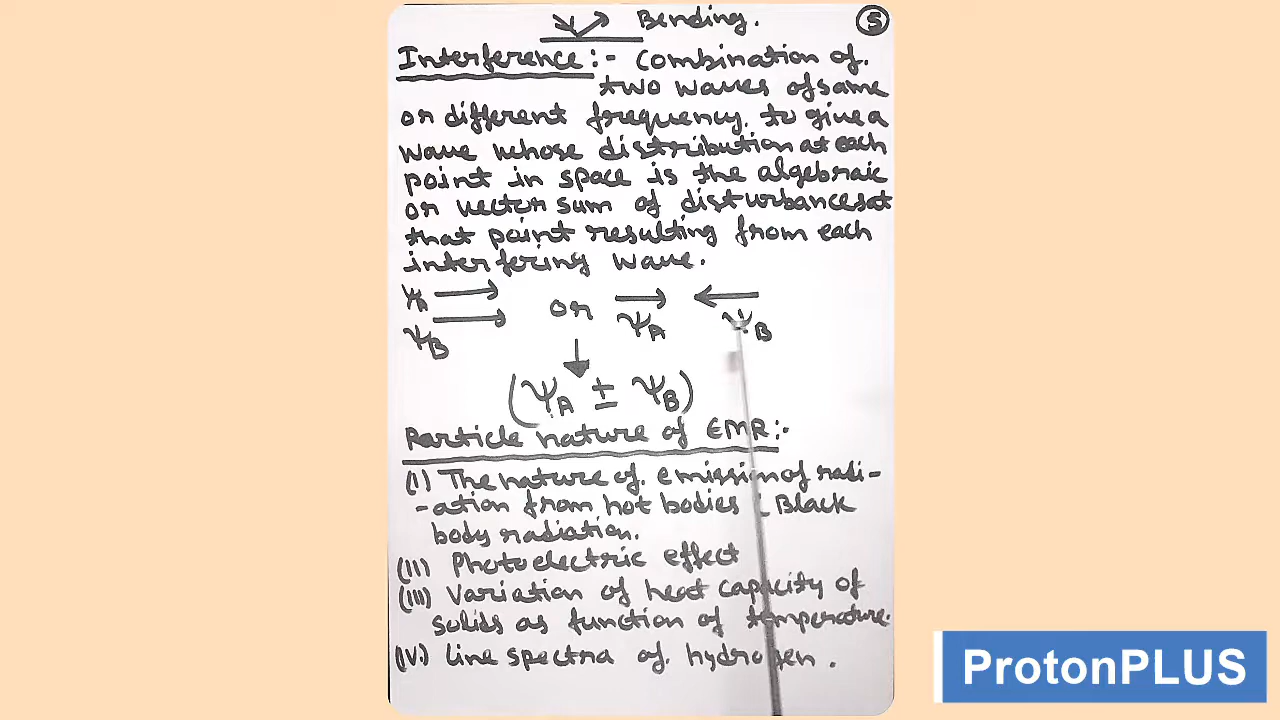 Bending. 5
Interference:- Combination of.
two waves of same
or different frequency. to give a
wave whose distribution at each
point in space is the algebraic
or vector sum of disturbances at
that point resulting from each
interfering wave.
ΨA or ΨA ΨB
ΨB
(ΨA ± ΨB)
Particle nature of EMR:-
(I) The nature of. emission of radi-
-ation from hot bodies Black
body radiation.
(II) Photoelectric effect
(III) Variation of heat capacity of
solids as function of temperature.
(IV.) Line spectra of. hydrogen.
ProtonPLUS